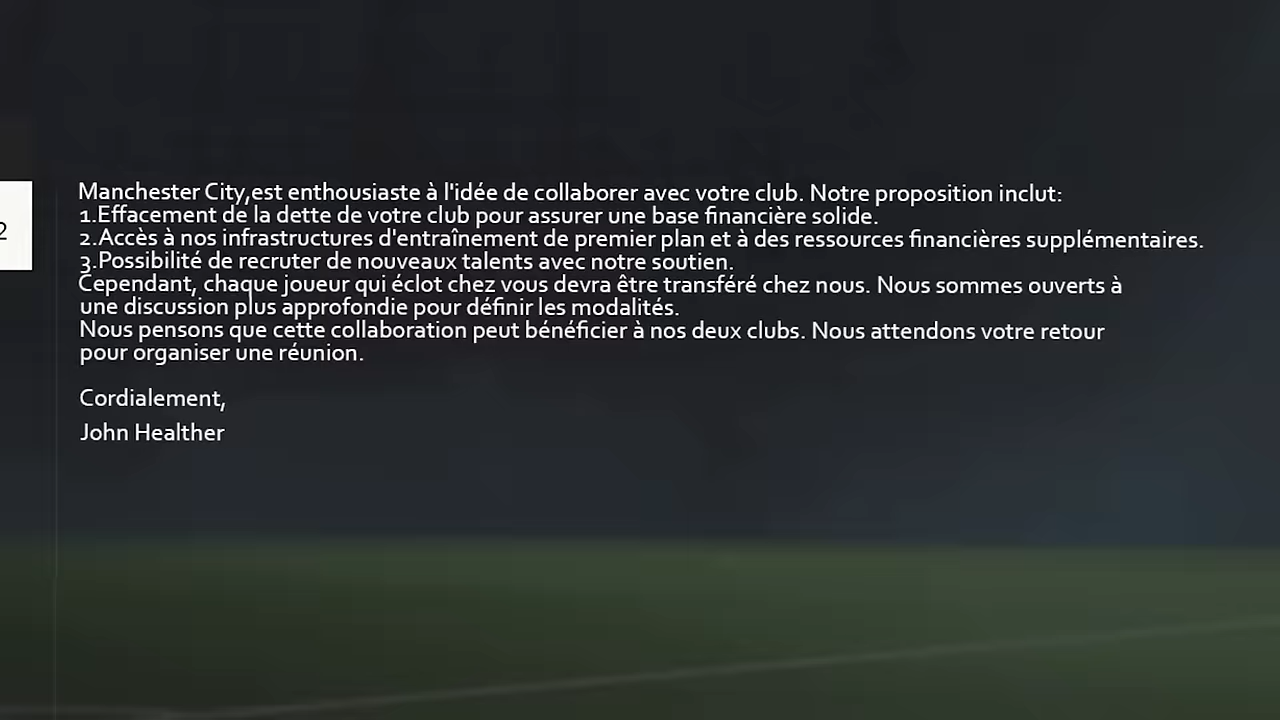 2
Manchester City,est enthousiaste à l'idée de collaborer avec votre club. Notre proposition inclut:
1.Effacement de la dette de votre club pour assurer une base financière solide.
2.Accès à nos infrastructures d'entraînement de premier plan et à des ressources financières supplémentaires.
3.Possibilité de recruter de nouveaux talents avec notre soutien.
Cependant, chaque joueur qui éclot chez vous devra être transféré chez nous. Nous sommes ouverts à
une discussion plus approfondie pour définir les modalités.
Nous pensons que cette collaboration peut bénéficier à nos deux clubs. Nous attendons votre retour
pour organiser une réunion.
Cordialement,
John Healther